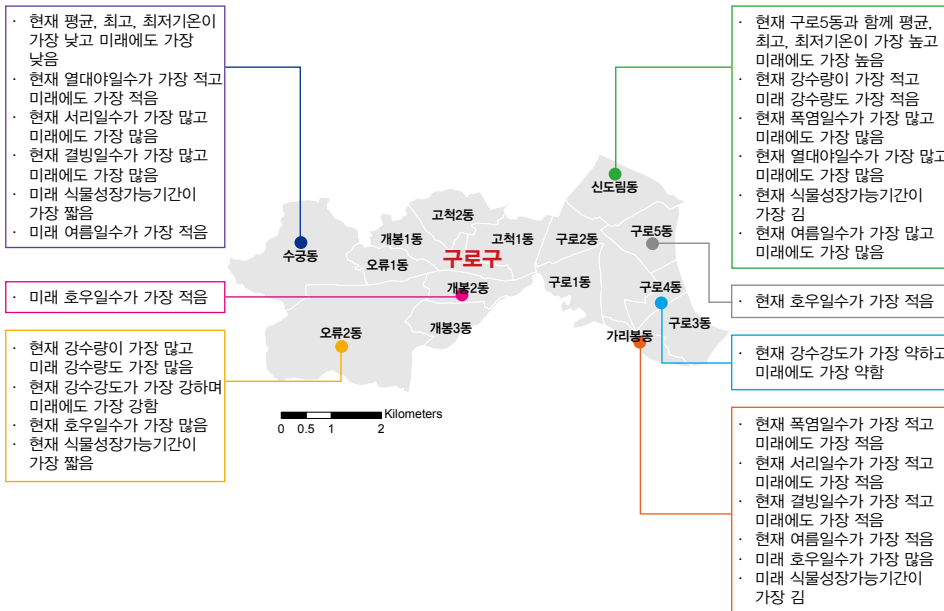 · 현재 평균, 최고, 최저기온이
가장 낮고 미래에도 가장
낮음
· 현재 열대야일수가 가장 적고
미래에도 가장 적음
· 현재 서리일수가 가장 많고
미래에도 가장 많음
· 현재 결빙일수가 가장 많고
미래에도 가장 많음
· 미래 식물성장가능기간이
가장 짧음
· 미래 여름일수가 가장 적음
· 미래 호우일수가 가장 적음
· 현재 강수량이 가장 많고
미래 강수량도 가장 많음
· 현재 강수강도가 가장 강하며
미래에도 가장 강함
· 현재 호우일수가 가장 많음
· 현재 식물성장가능기간이
가장 짧음
신도림동
고척2동
개봉1동
고척1동
구로2동
구로5동
수궁동
오류1동
구로구
개봉2동
구로1동
구로4동
오류2동
개봉3동
가리봉동
구로3동
Kilometers
0 0.5 1 2
· 현재 구로5동과 함께 평균,
최고, 최저기온이 가장 높고
미래에도 가장 높음
· 현재 강수량이 가장 적고
미래 강수량도 가장 적음
· 현재 폭염일수가 가장 많고
미래에도 가장 많음
· 현재 열대야일수가 가장 많고
미래에도 가장 많음
· 현재 식물성장가능기간이
가장 김
· 현재 여름일수가 가장 많고
미래에도 가장 많음
· 현재 호우일수가 가장 적음
· 현재 강수강도가 가장 약하고
미래에도 가장 약함
· 현재 폭염일수가 가장 적고
미래에도 가장 적음
· 현재 서리일수가 가장 적고
미래에도 가장 적음
· 현재 결빙일수가 가장 적고
미래에도 가장 적음
· 현재 여름일수가 가장 적음
· 미래 호우일수가 가장 많음
· 미래 식물성장가능기간이
가장 김